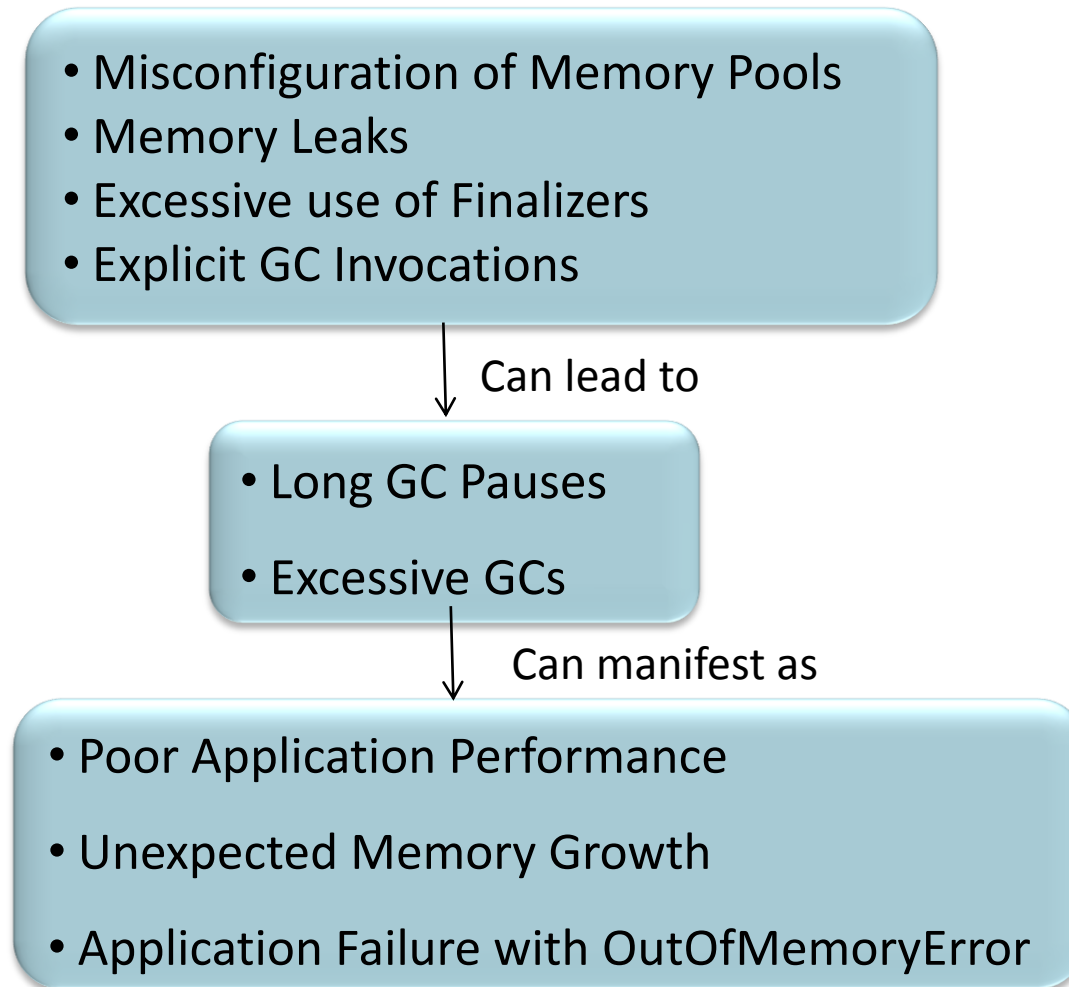 • Misconfiguration of Memory Pools
• Memory Leaks
• Excessive use of Finalizers
• Explicit GC Invocations
Can lead to
• Long GC Pauses
• Excessive GCs
Can manifest as
• Poor Application Performance
• Unexpected Memory Growth
• Application Failure with OutOfMemoryError